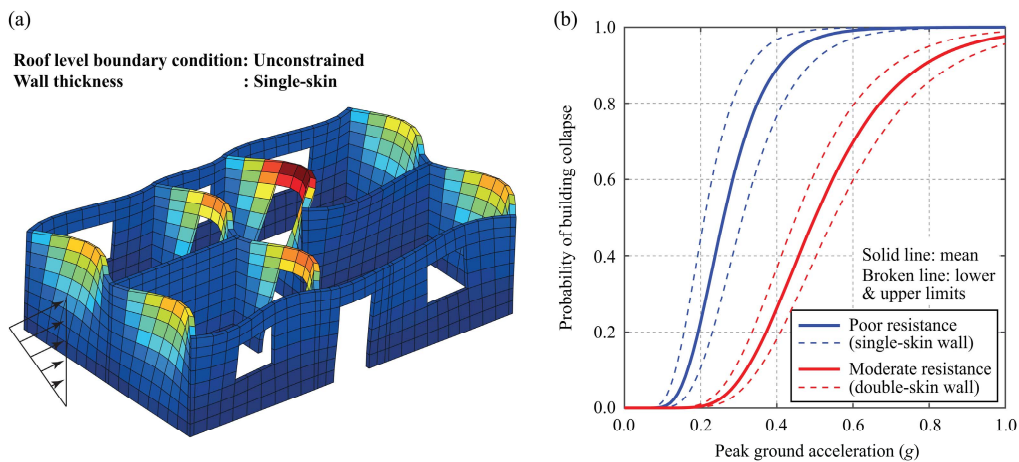 (a)
Roof level boundary condition: Unconstrained
Wall thickness : Single-skin
(b)
Probability of building collapse
1.0
0.8
0.6
0.4
0.2
0.0
0.0 0.2 0.4 0.6 0.8 1.0
Peak ground acceleration (g)
Solid line: mean
Broken line: lower
& upper limits
Poor resistance
(single-skin wall)
Moderate resistance
(double-skin wall)